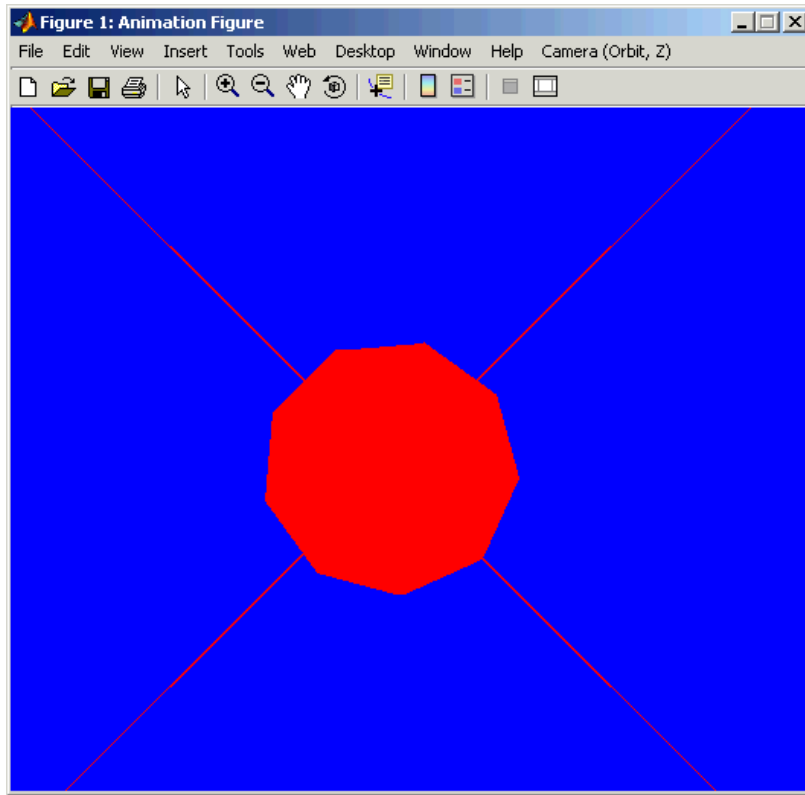 Figure 1: Animation Figure
File Edit View Insert Tools Web Desktop Window Help Camera (Orbit, Z)